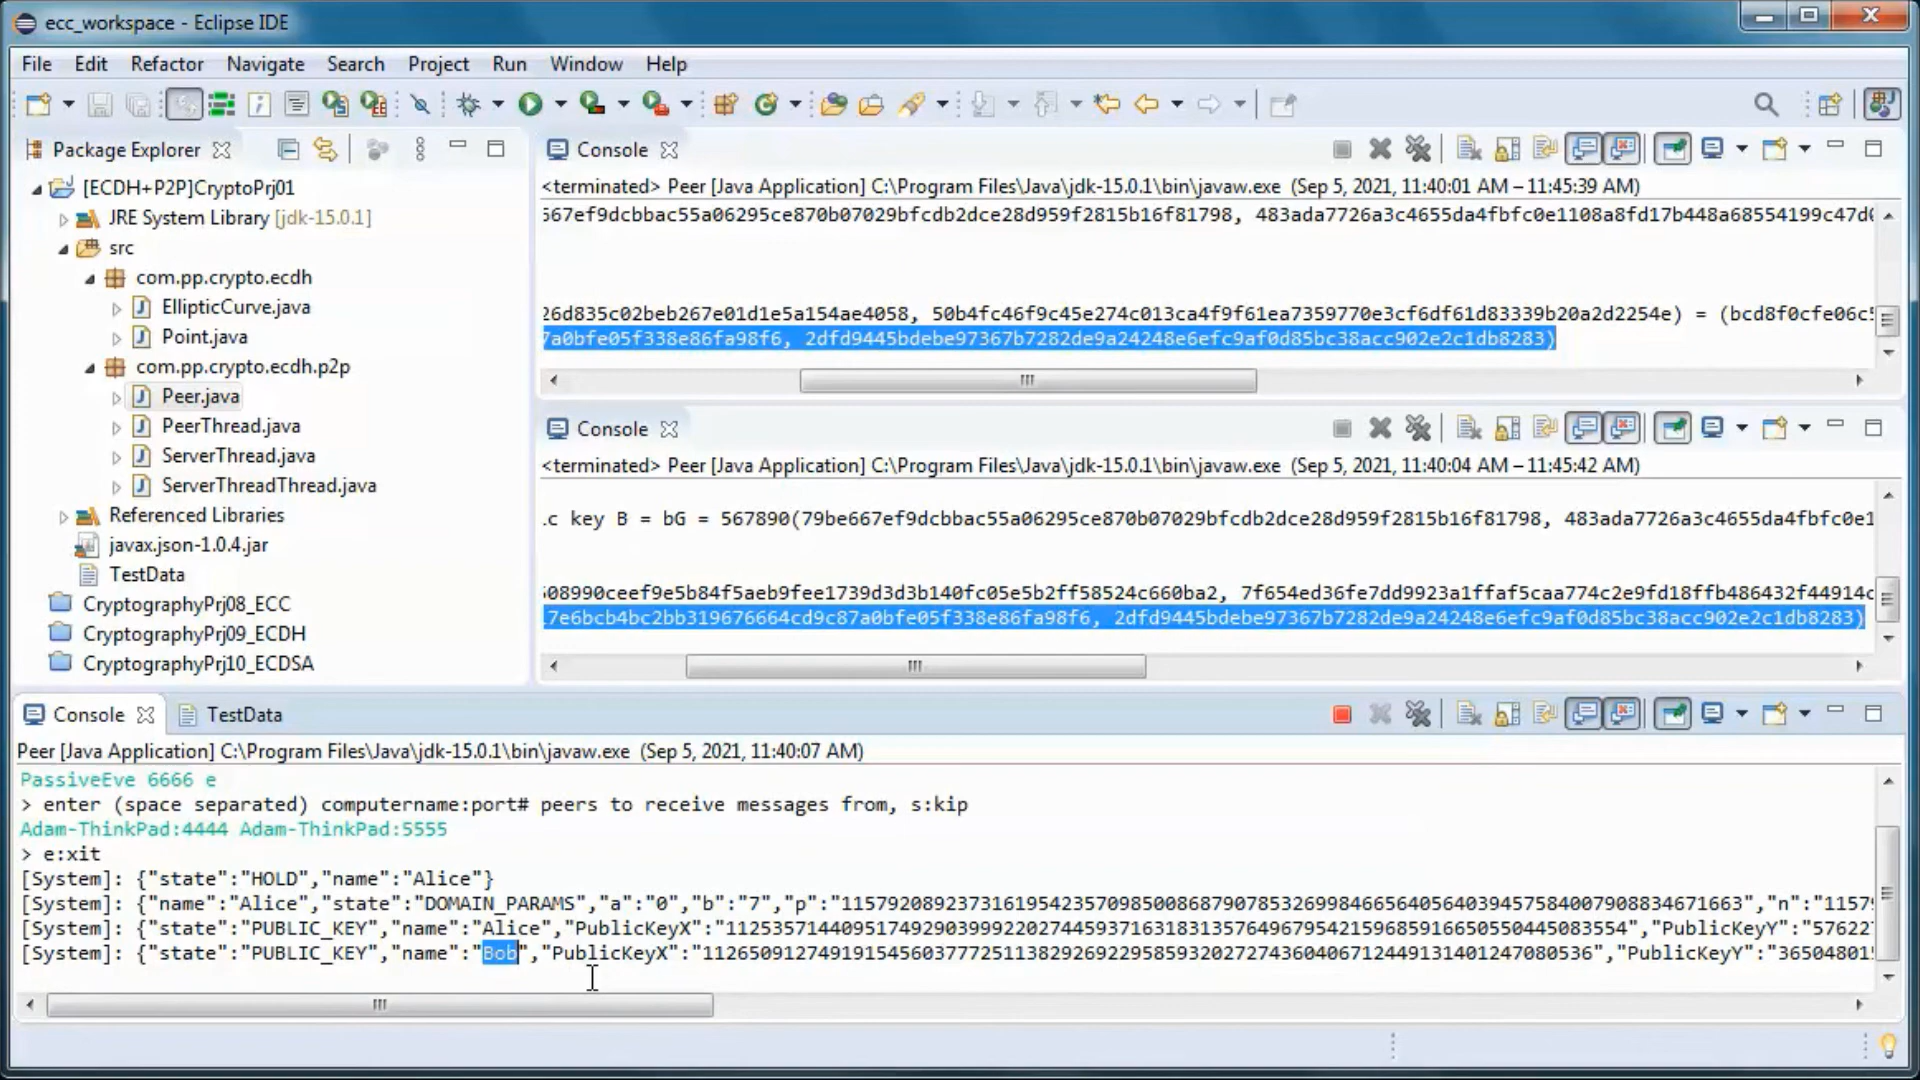 ecc_workspace - Eclipse IDE
File Edit Refactor Navigate Search Project Run Window Help
Package Explorer
[ECDH+P2P]CryptoPrj01
JRE System Library [jdk-15.0.1]
src
com.pp.crypto.ecdh
EllipticCurve.java
Point.java
com.pp.crypto.ecdh.p2p
Peer.java
PeerThread.java
ServerThread.java
ServerThreadThread.java
Referenced Libraries
javax.json-1.0.4.jar
TestData
CryptographyPrj08_ECC
CryptographyPrj09_ECDH
CryptographyPrj10_ECDSA
Console
<terminated> Peer [Java Application] C:\Program Files\Java\jdk-15.0.1\bin\javaw.exe (Sep 5, 2021, 11:40:01 AM – 11:45:39 AM)
567ef9dcbbac55a06295ce870b07029bfcdb2dce28d959f2815b16f81798, 483ada7726a3c4655da4fbfc0e1108a8fd17b448a68554199c47d0
26d835c02beb267e01d1e5a154ae4058, 50b4fc46f9c45e274c013ca4f9f61ea7359770e3cf6df61d83339b20a2d2254e) = (bcd8f0cfe06c5
7a0bfe05f338e86fa98f6, 2dfd9445bdebe97367b7282de9a24248e6efc9af0d85bc38acc902e2c1db8283)
Console
<terminated> Peer [Java Application] C:\Program Files\Java\jdk-15.0.1\bin\javaw.exe (Sep 5, 2021, 11:40:04 AM – 11:45:42 AM)
.c key B = bG = 567890(79be667ef9dcbbac55a06295ce870b07029bfcdb2dce28d959f2815b16f81798, 483ada7726a3c4655da4fbfc0e1
08990ceef9e5b84f5aeb9fee1739d3d3b140fc05e5b2ff58524c660ba2, 7f654ed36fe7dd9923a1ffaf5caa774c2e9fd18ffb486432f44914c
.7e6bcb4bc2bb319676664cd9c87a0bfe05f338e86fa98f6, 2dfd9445bdebe97367b7282de9a24248e6efc9af0d85bc38acc902e2c1db8283)
Console TestData
Peer [Java Application] C:\Program Files\Java\jdk-15.0.1\bin\javaw.exe (Sep 5, 2021, 11:40:07 AM)
PassiveEve 6666 e
> enter (space separated) computername:port# peers to receive messages from, s:kip
Adam-ThinkPad:4444 Adam-ThinkPad:5555
> e:xit
[System]: {"state":"HOLD","name":"Alice"}
[System]: {"name":"Alice","state":"DOMAIN_PARAMS","a":"0","b":"7","p":"115792089237316195423570985008687907853269984665640564039457584007908834671663","n":"1157
[System]: {"state":"PUBLIC_KEY","name":"Alice","PublicKeyX":"112535714409517492903999220274459371631831357649679542159685916650550445083554","PublicKeyY":"57622
[System]: {"state":"PUBLIC_KEY","name":"Bob","PublicKeyX":"112650912749191545603777251138292692295859320272743604067124491314012470​80536","PublicKeyY":"36504801